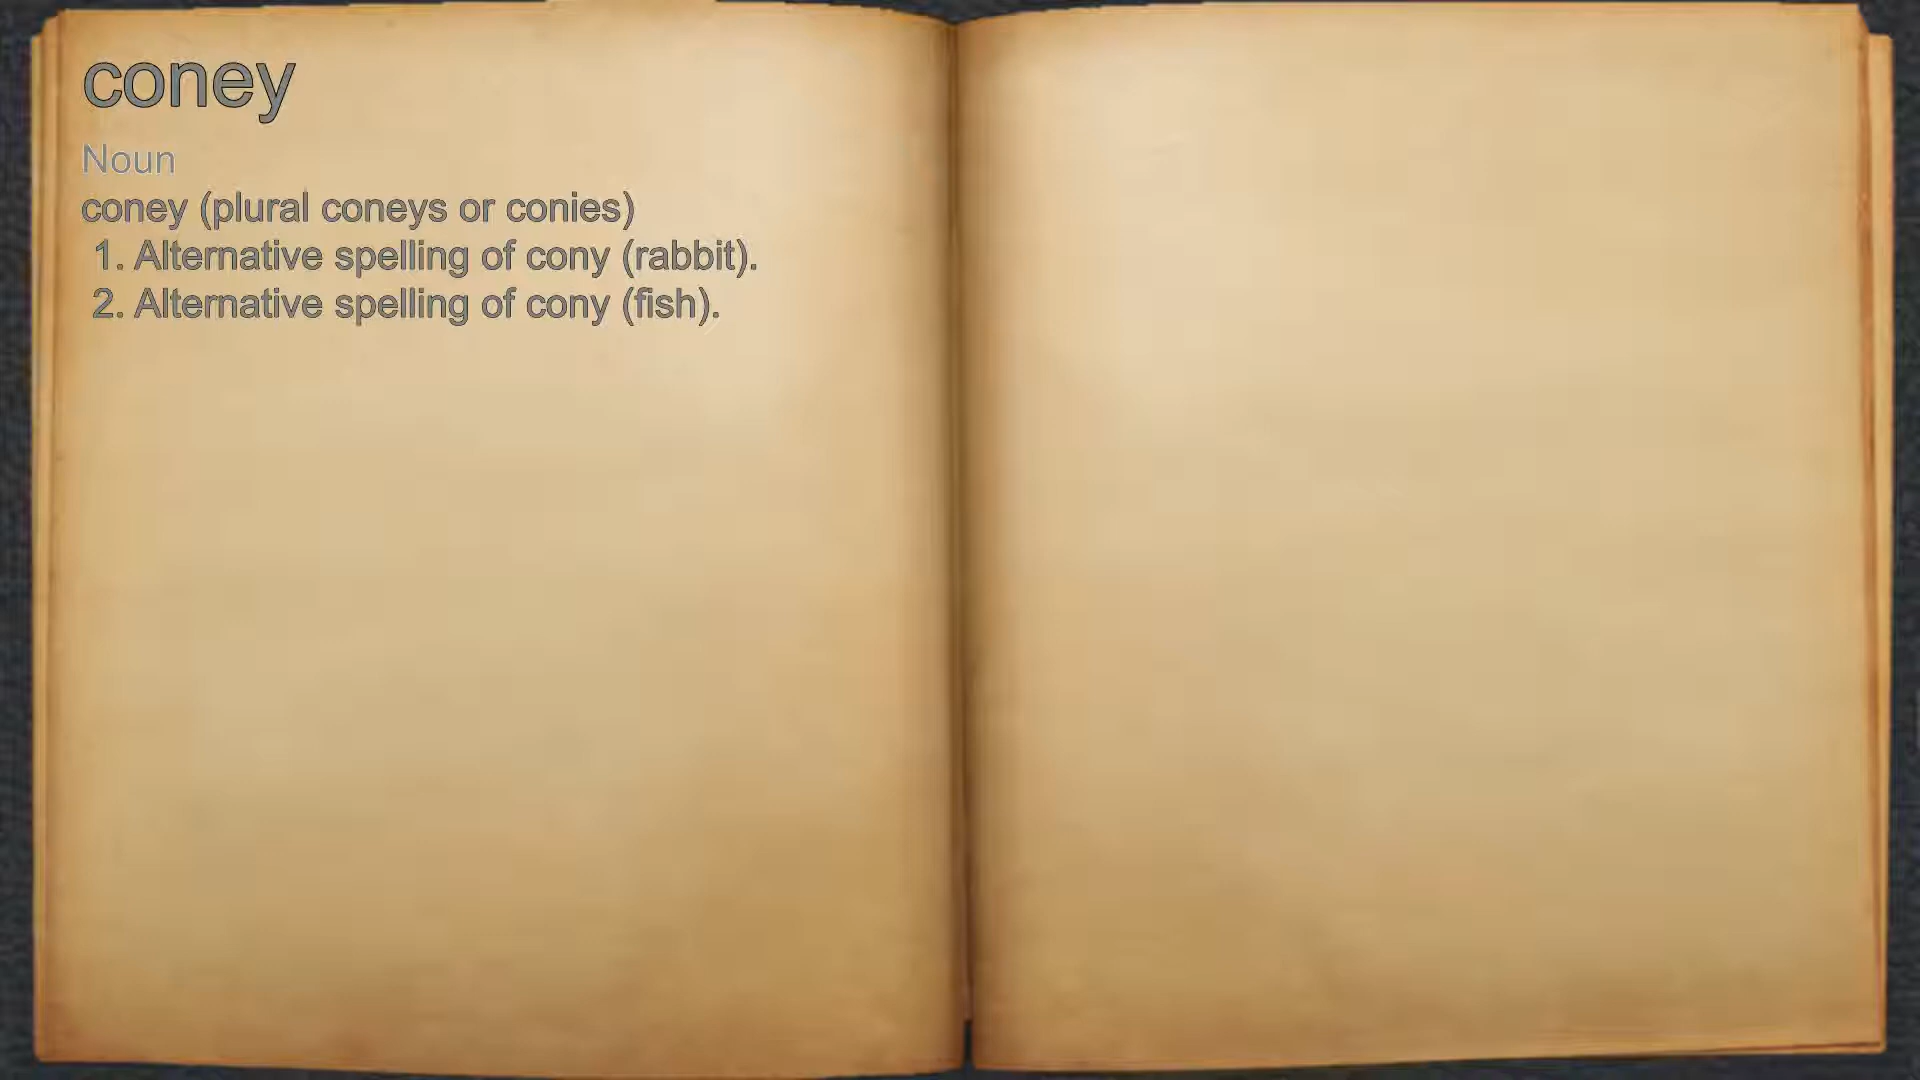 coney
Noun
coney (plural coneys or conies)
1. Alternative spelling of cony (rabbit).
2. Alternative spelling of cony (fish).